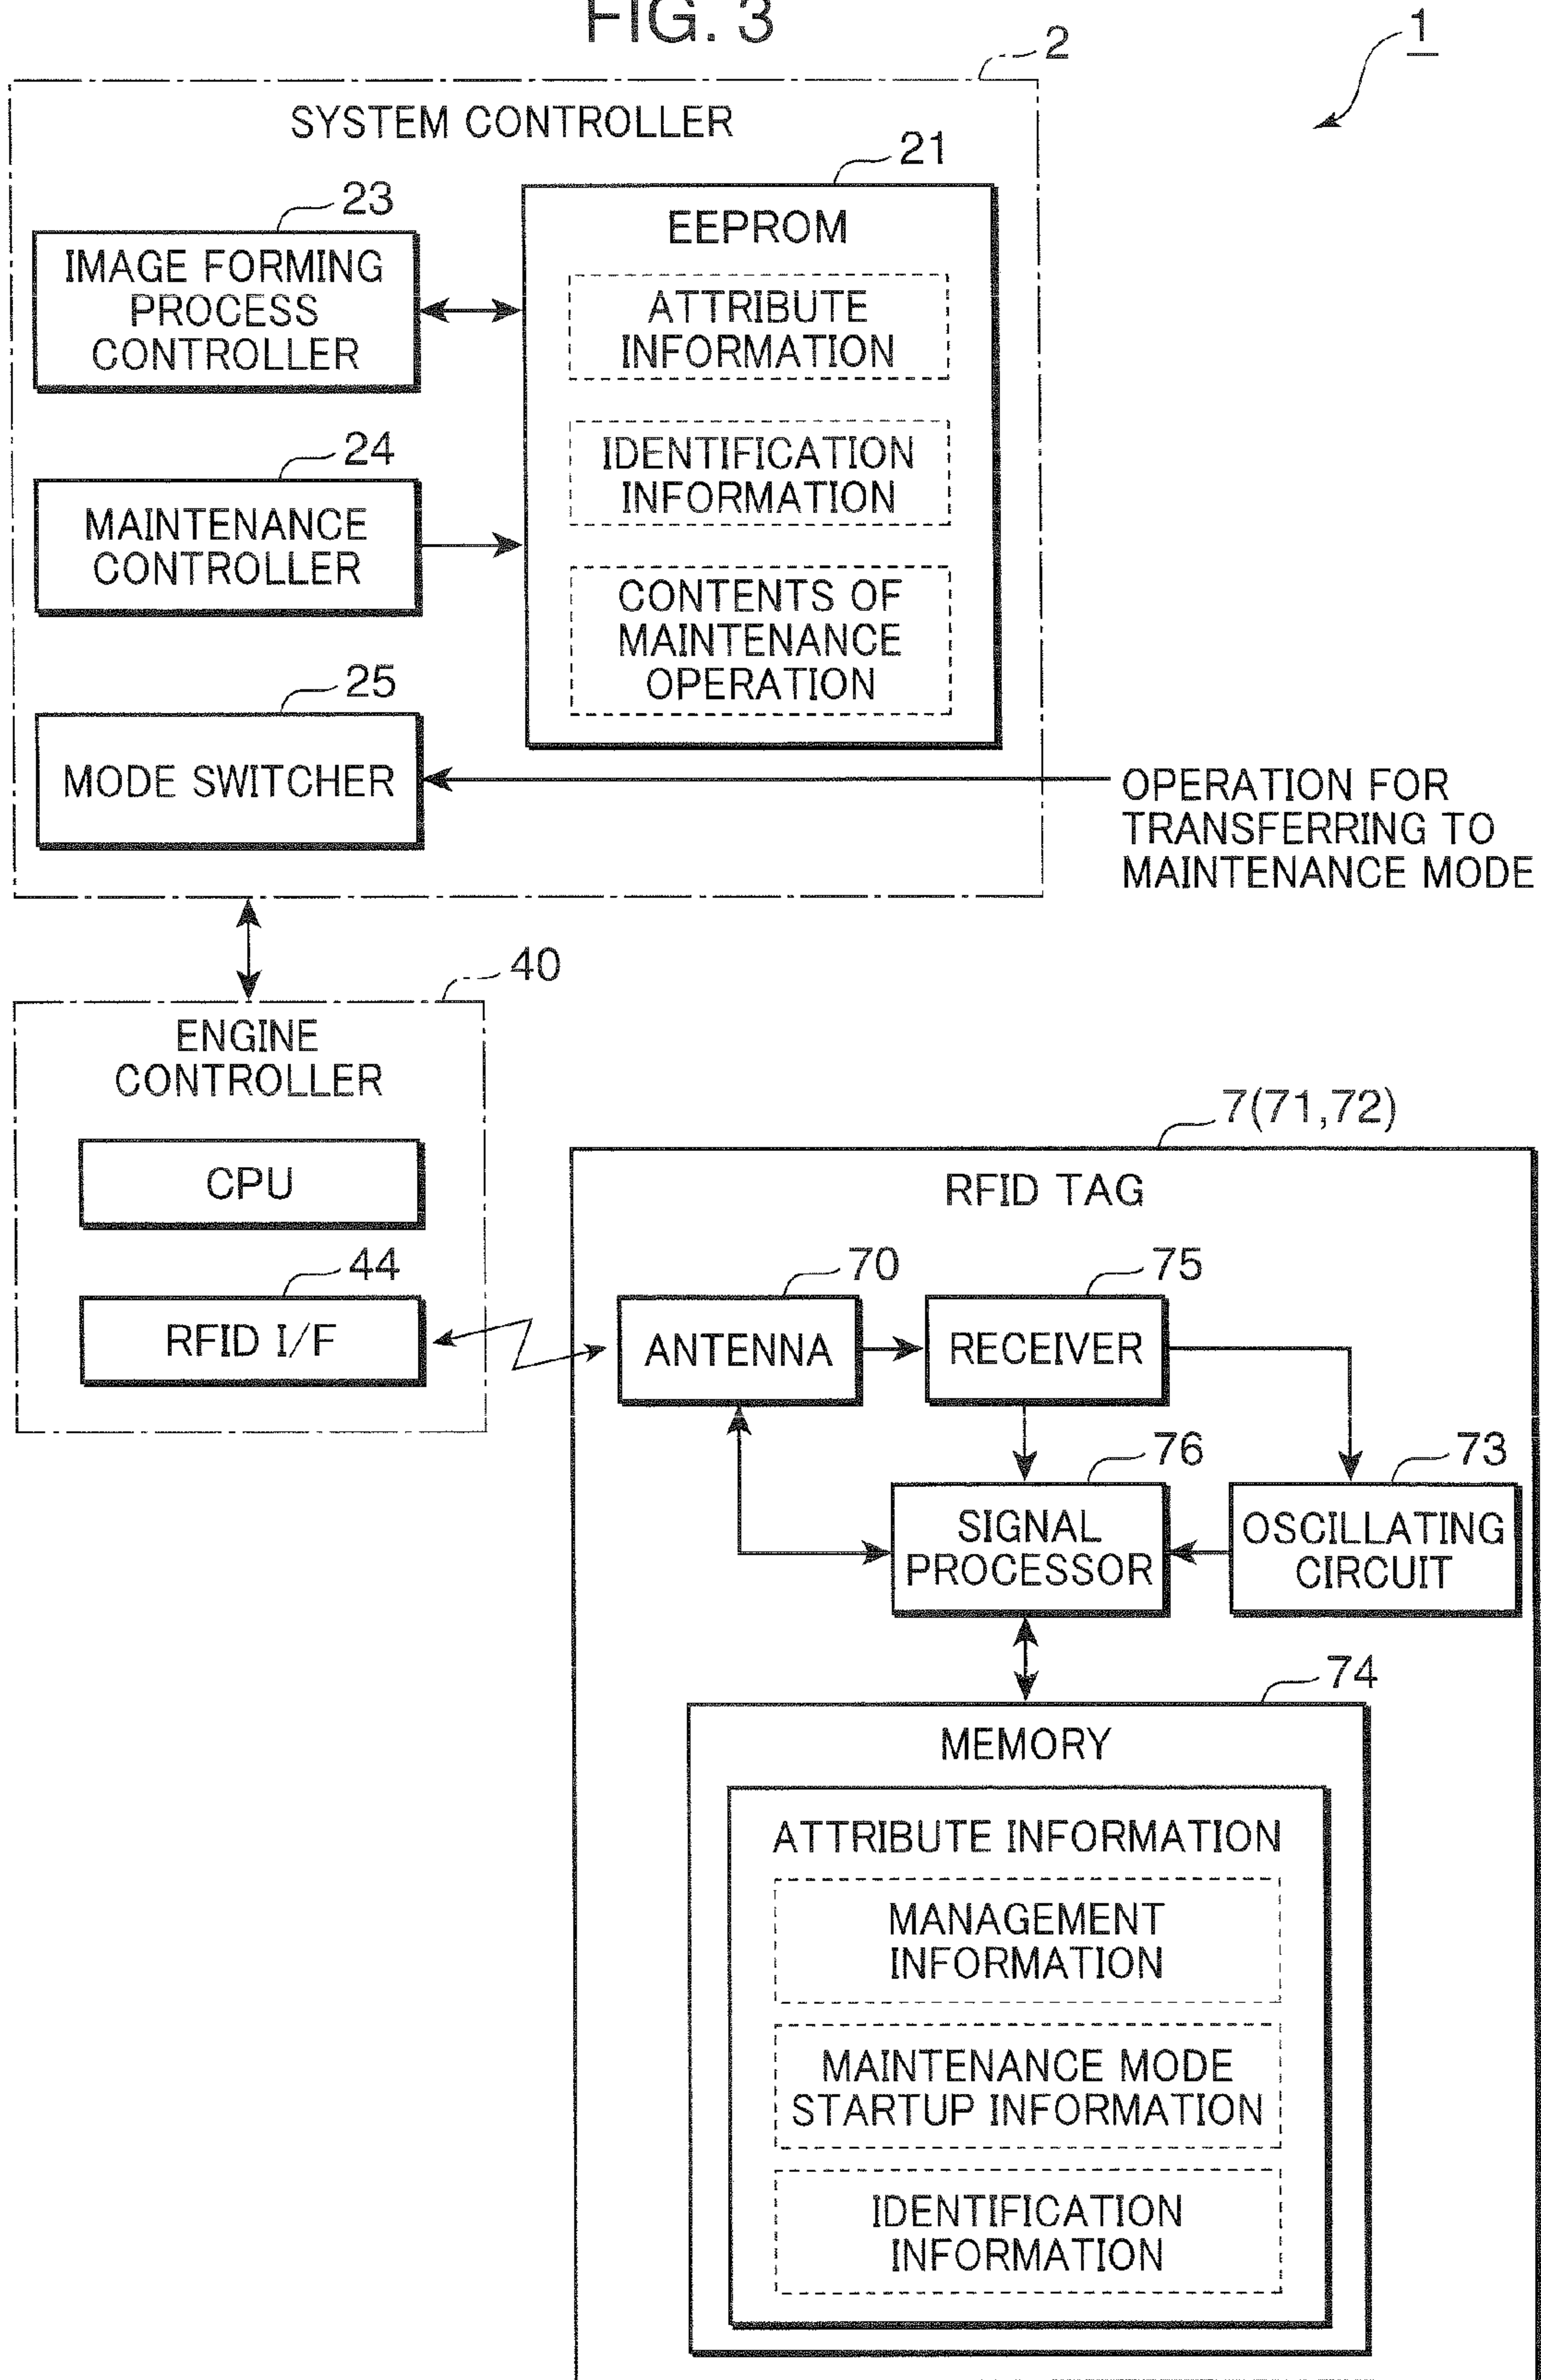 FIG. 3
1
2
SYSTEM CONTROLLER
21
23
EEPROM
IMAGE FORMING
PROCESS
CONTROLLER
ATTRIBUTE
INFORMATION
24
IDENTIFICATION
INFORMATION
MAINTENANCE
CONTROLLER
CONTENTS OF
MAINTENANCE
OPERATION
25
MODE SWITCHER
OPERATION FOR
TRANSFERRING TO
MAINTENANCE MODE
40
ENGINE
CONTROLLER
CPU
44
RFID I/F
7(71,72)
RFID TAG
70
75
ANTENNA
RECEIVER
76
73
SIGNAL
PROCESSOR
OSCILLATING
CIRCUIT
74
MEMORY
ATTRIBUTE INFORMATION
MANAGEMENT
INFORMATION
MAINTENANCE MODE
STARTUP INFORMATION
IDENTIFICATION
INFORMATION